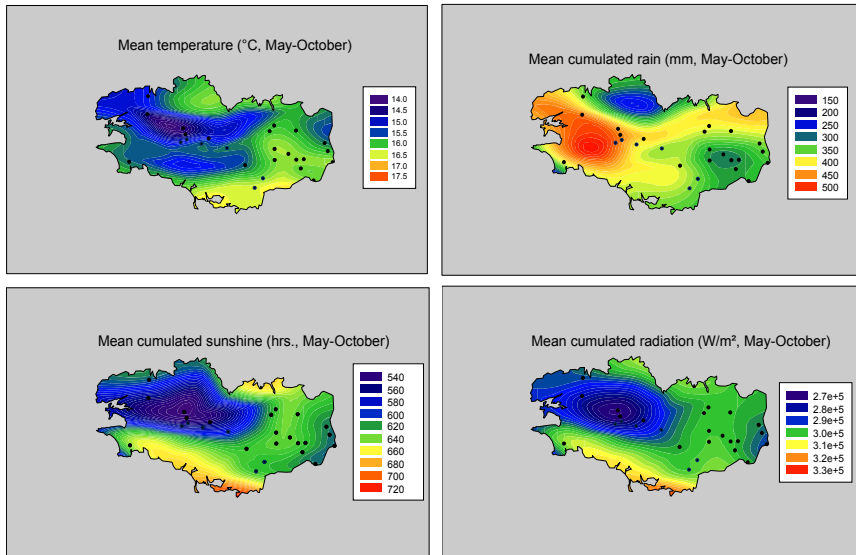 Mean temperature (°C, May-October)
14.0
14.5
15.0
15.5
16.0
16.5
17.0
17.5
Mean cumulated rain (mm, May-October)
150
200
250
300
350
400
450
500
Mean cumulated sunshine (hrs., May-October)
540
560
580
600
620
640
660
680
700
720
Mean cumulated radiation (W/m², May-October)
2.7e+5
2.8e+5
2.9e+5
3.0e+5
3.1e+5
3.2e+5
3.3e+5